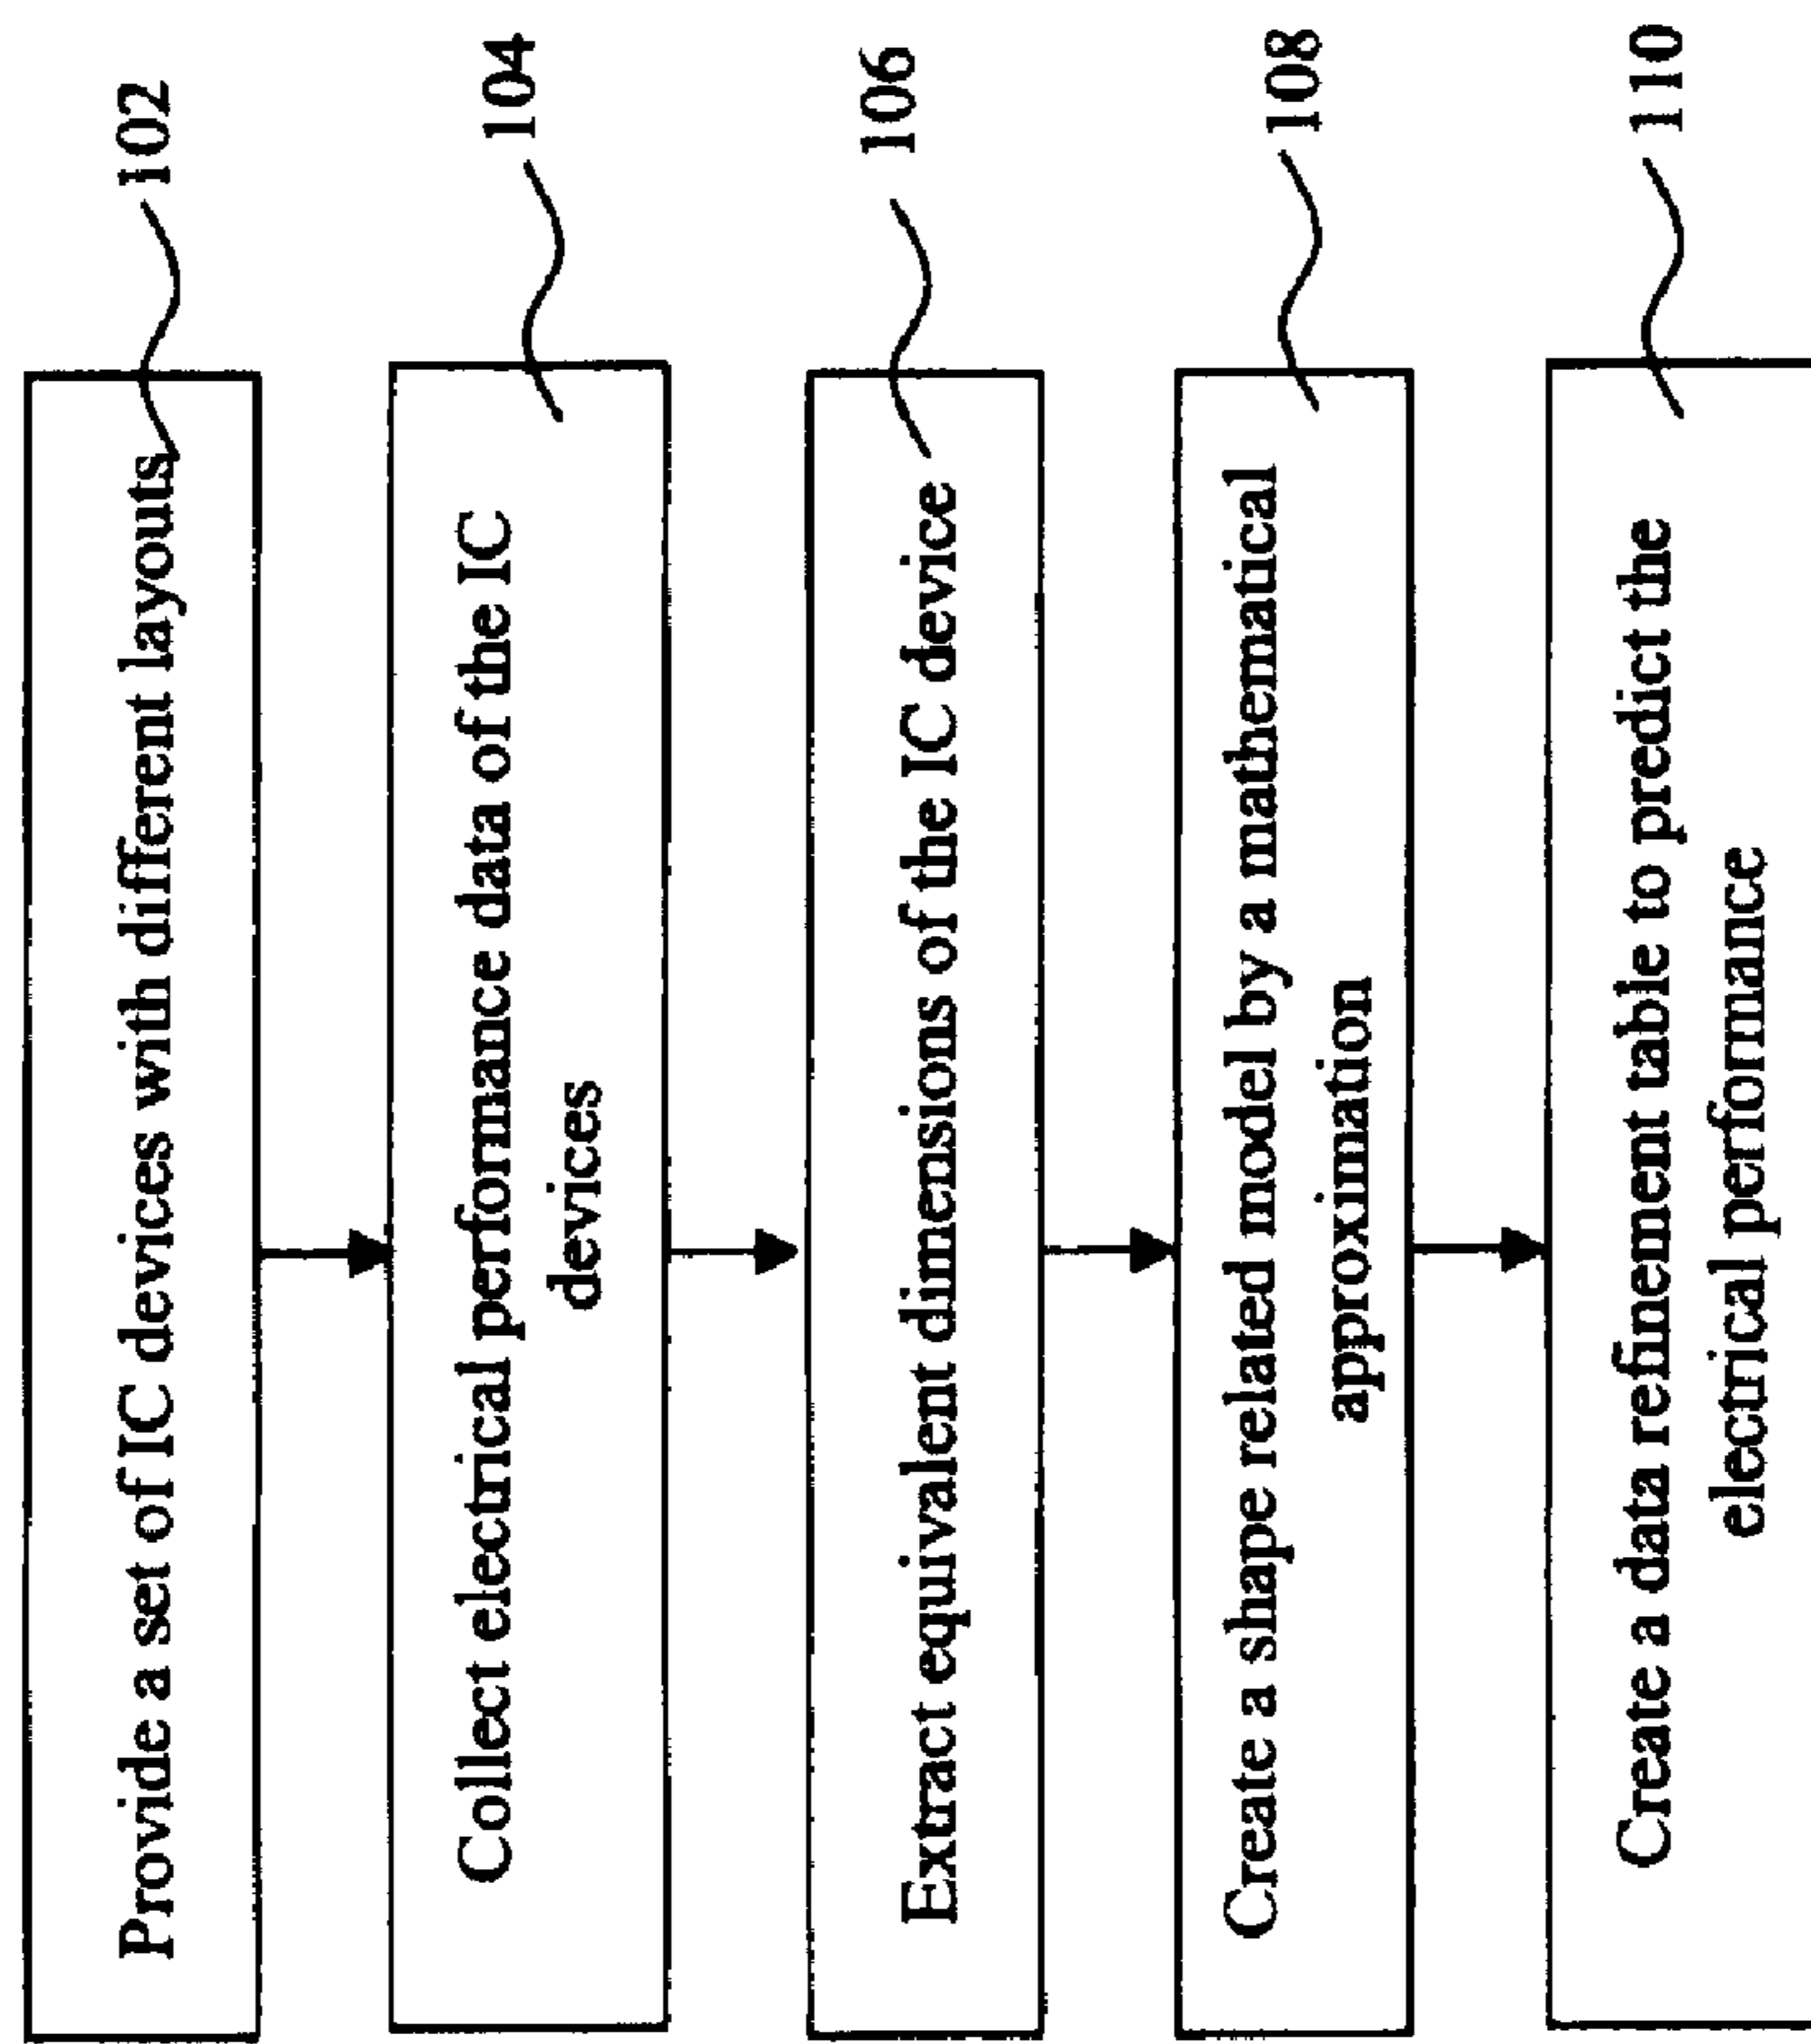 Provide a set of IC devices with different layouts
102
Collect electrical performance data of the IC
devices
104
Extract equivalent dimensions of the IC device
106
Create a shape related model by a mathematical
approximation
108
Create a data refinement table to predict the
electrical performance
110